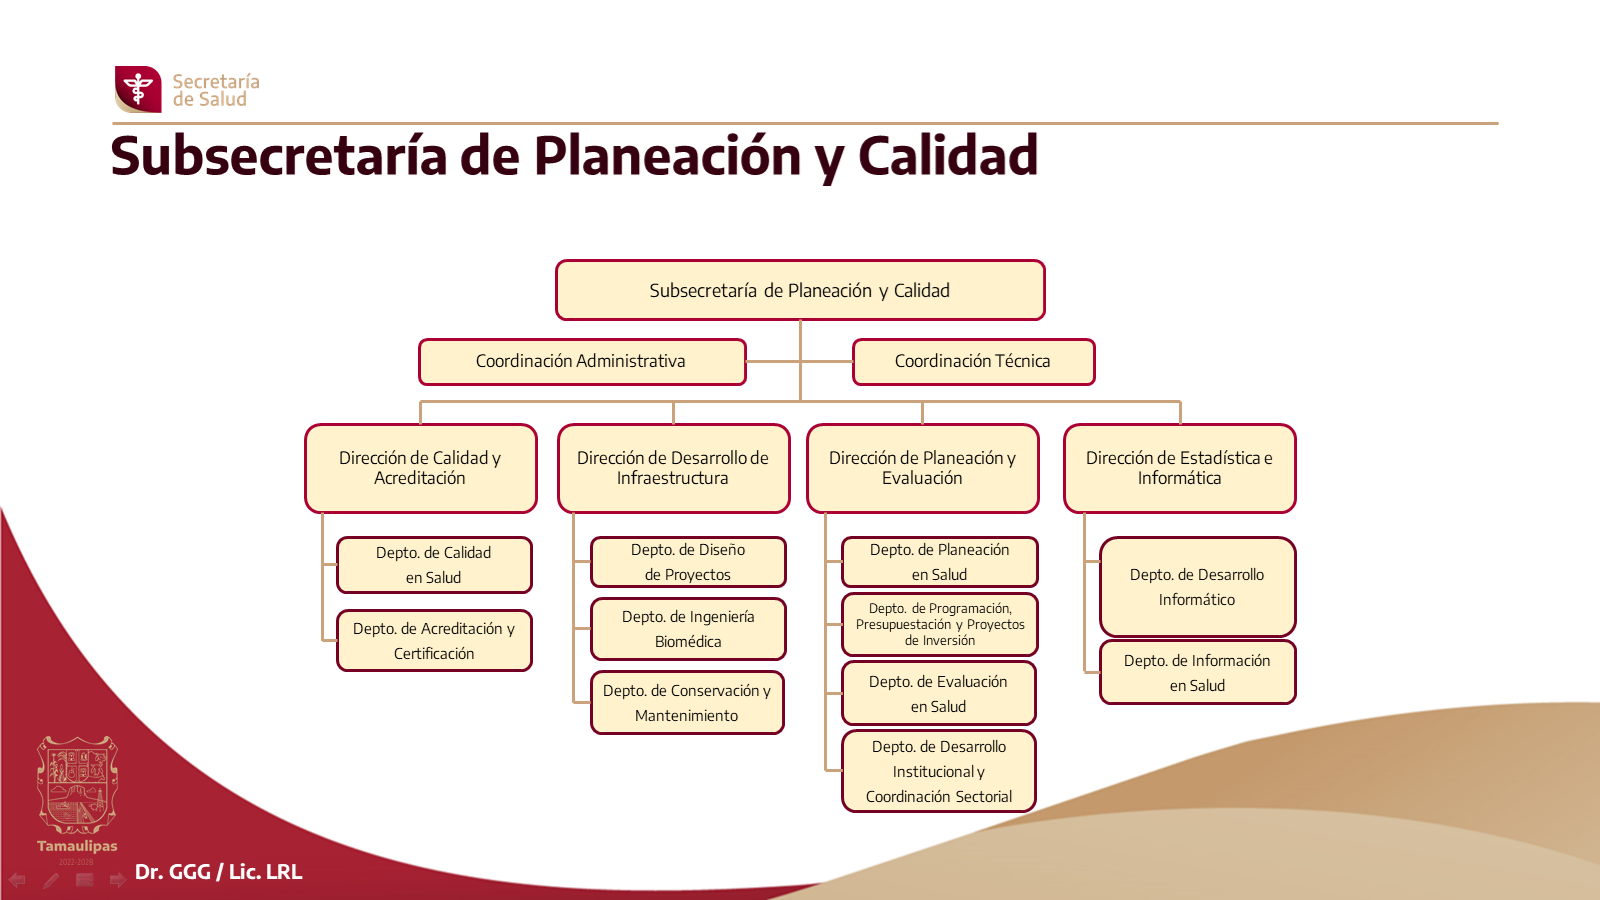 Secretaría
de Salud
Subsecretaría de Planeación y Calidad
Subsecretaría de Planeación y Calidad
Coordinación Administrativa
Coordinación Técnica
Dirección de Calidad y
Acreditación
Dirección de Desarrollo de
Infraestructura
Dirección de Planeación y
Evaluación
Dirección de Estadística e
Informática
Depto. de Calidad
en Salud
Depto. de Acreditación y
Certificación
Depto. de Diseño
de Proyectos
Depto. de Ingeniería
Biomédica
Depto. de Conservación y
Mantenimiento
Depto. de Planeación
en Salud
Depto. de Programación,
Presupuestación y Proyectos
de Inversión
Depto. de Evaluación
en Salud
Depto. de Desarrollo
Institucional y
Coordinación Sectorial
Depto. de Desarrollo
Informático
Depto. de Información
en Salud
Tamaulipas
2022-2028
Dr. GGG / Lic. LRL